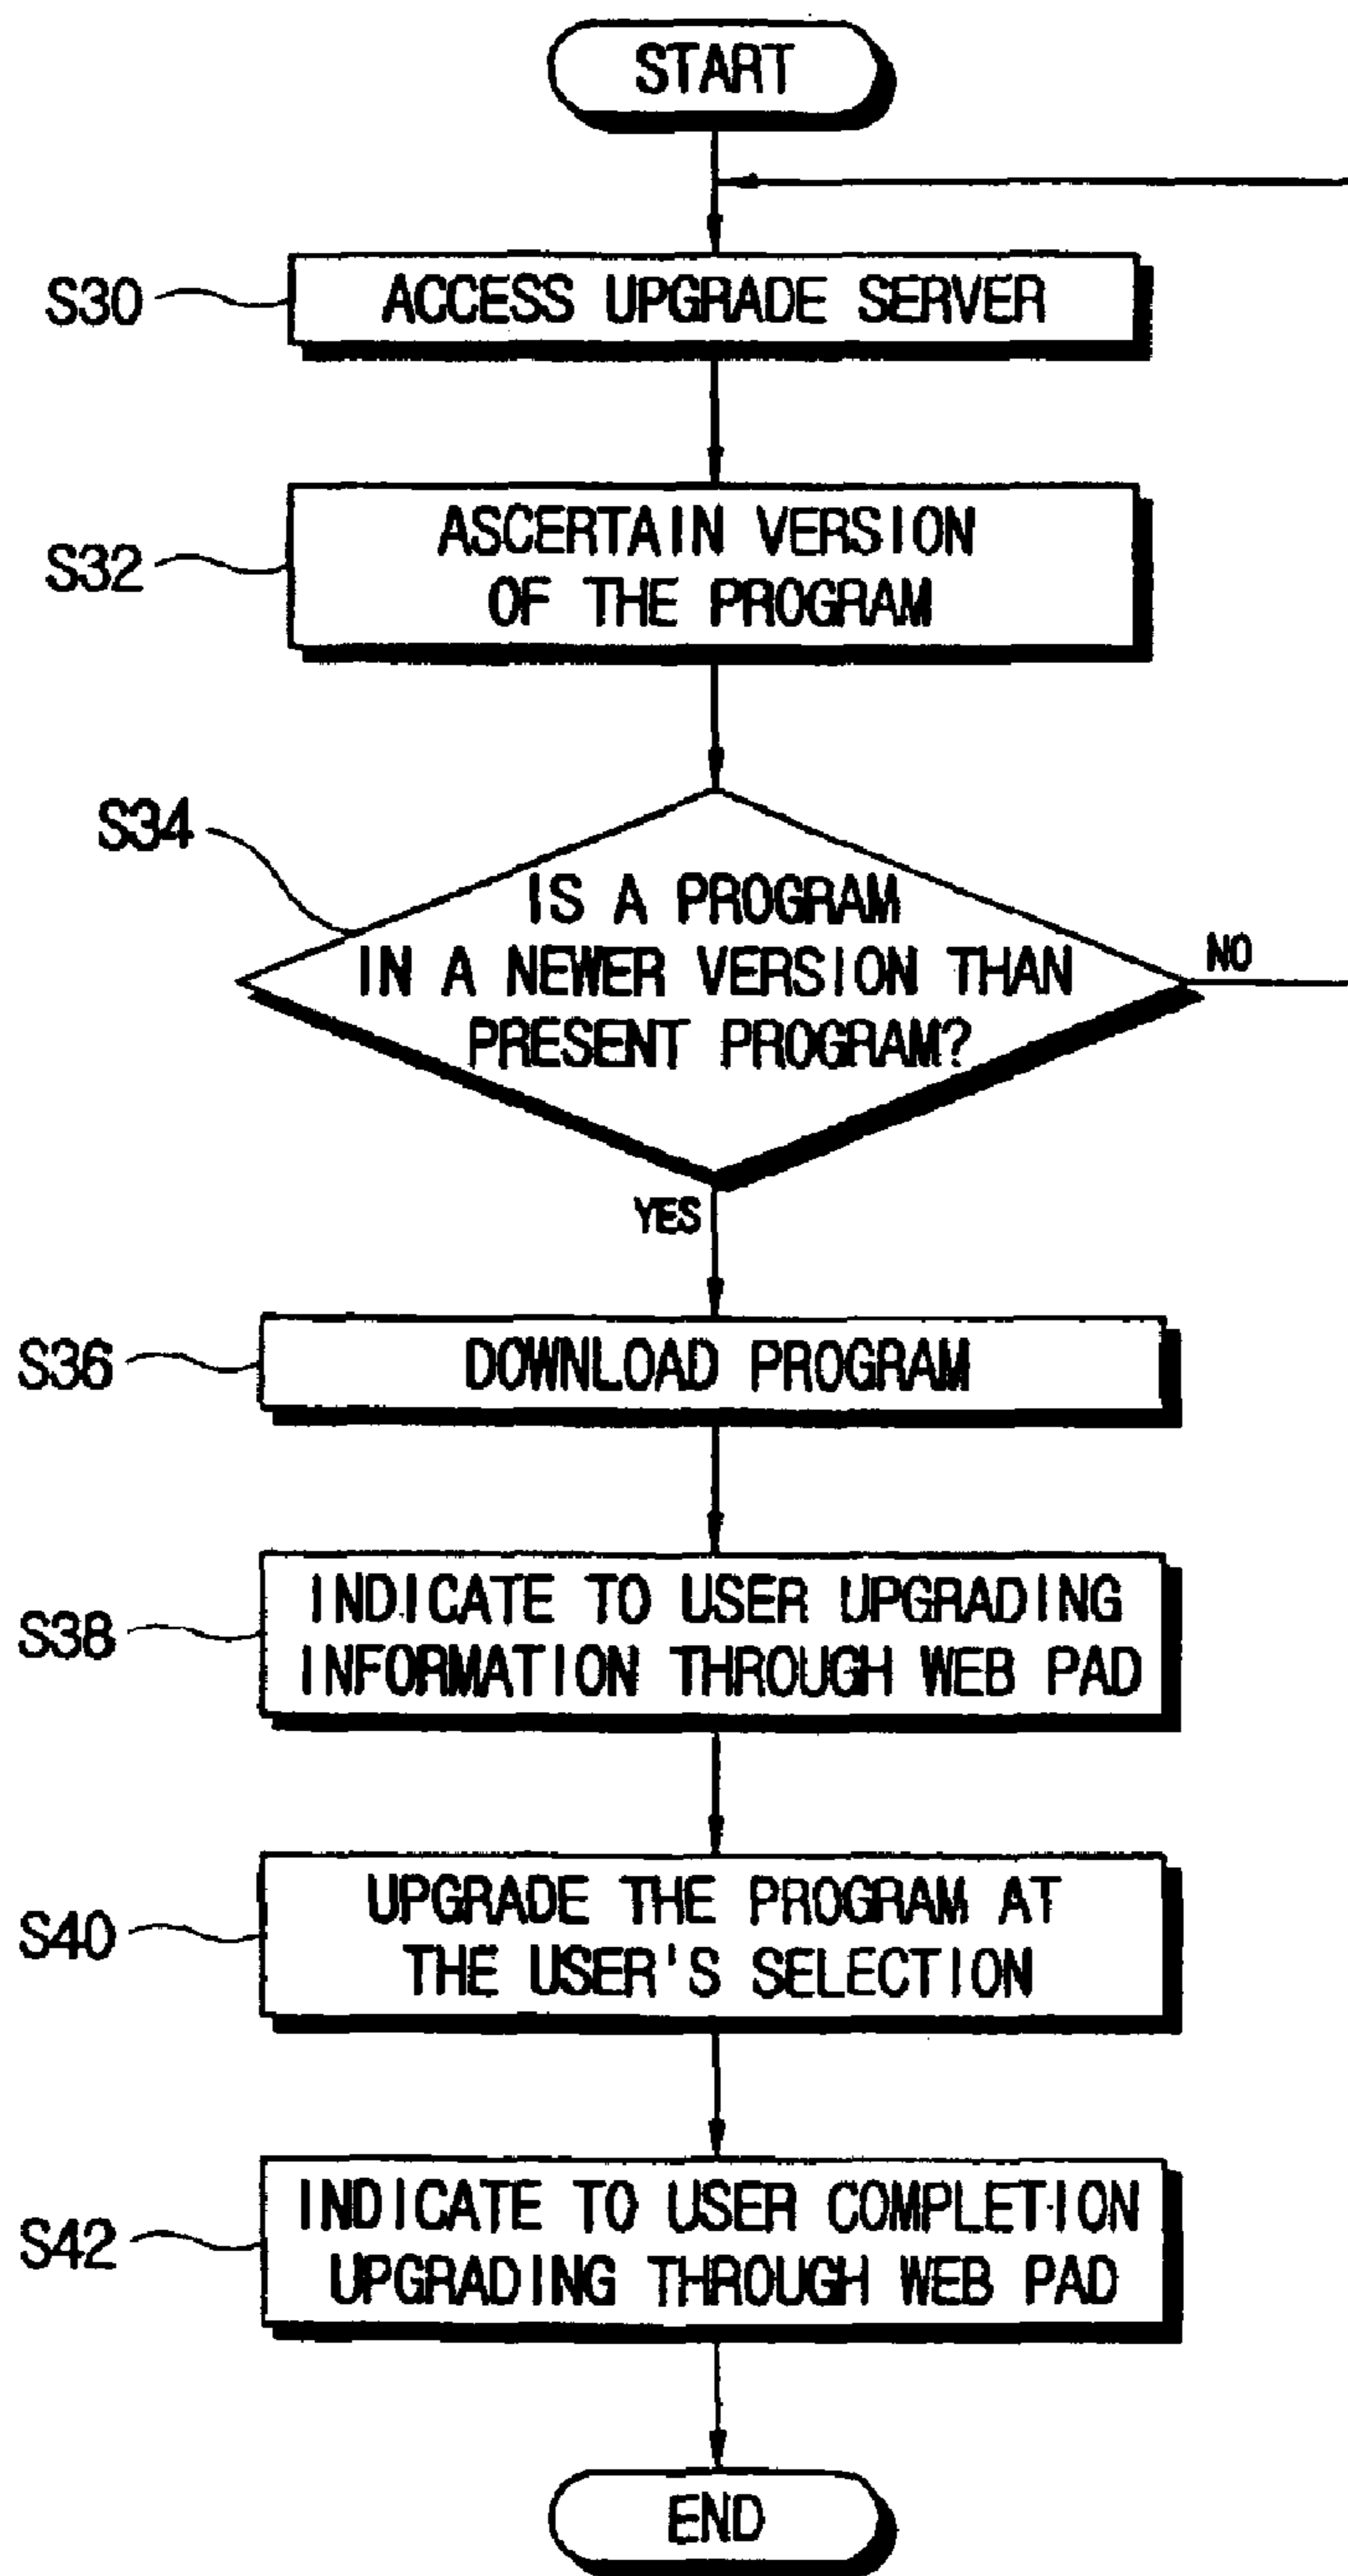 START
S30
ACCESS UPGRADE SERVER
S32
ASCERTAIN VERSION
OF THE PROGRAM
S34
IS A PROGRAM
IN A NEWER VERSION THAN
PRESENT PROGRAM?
NO
YES
S36
DOWNLOAD PROGRAM
S38
INDICATE TO USER UPGRADING
INFORMATION THROUGH WEB PAD
S40
UPGRADE THE PROGRAM AT
THE USER'S SELECTION
S42
INDICATE TO USER COMPLETION
UPGRADING THROUGH WEB PAD
END